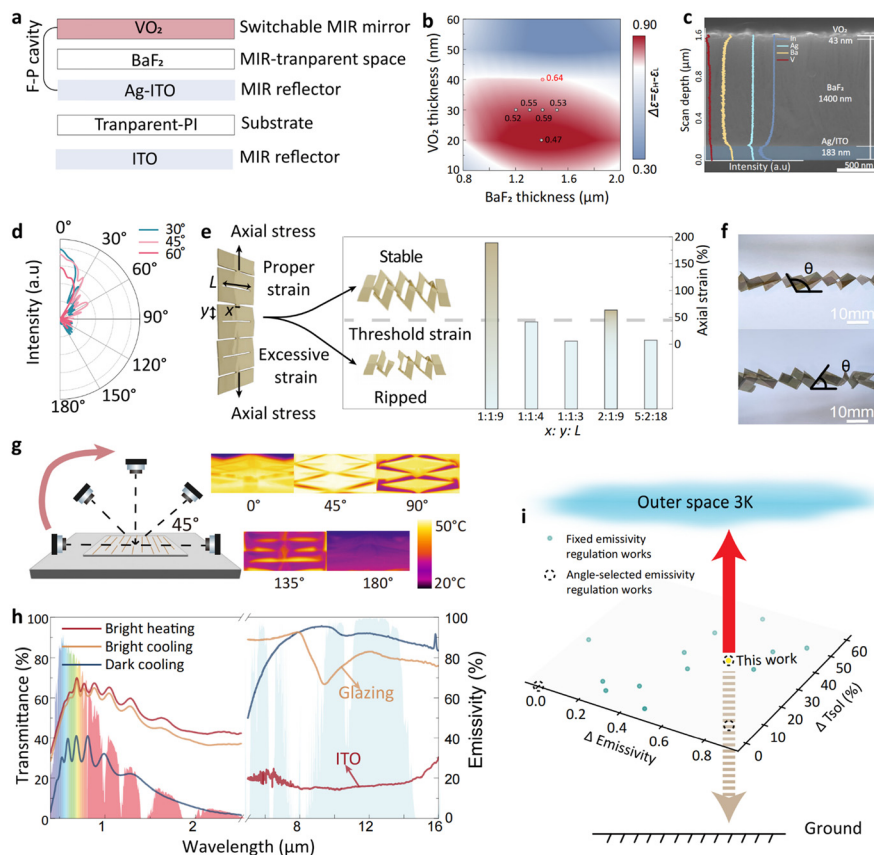 a
F-P cavity
VO₂ Switchable MIR mirror
BaF₂ MIR-tranparent space
Ag-ITO MIR reflector
Tranparent-PI Substrate
ITO MIR reflector
b
VO₂ thickness (nm)
60
50
40
30
20
10
0.64
0.55 0.53
0.52 0.59
0.47
0.8 1.2 1.6 2.0
BaF₂ thickness (μm)
0.90
Δε=εH-εL
0.30
c
Scan depth (μm)
1.6
1.2
0.8
0.4
0.0
In
Ag
Ba
V
VO₂
43 nm
BaF₂
1400 nm
Ag/ITO
183 nm
500 nm
Intensity (a.u)
d
Intensity (a.u)
0°
30°
60°
90°
120°
150°
180°
30°
45°
60°
e
Axial stress
L
y
x
Proper
strain
Excessive
strain
Axial stress
Stable
Threshold strain
Ripped
200
150
100
50
0
Axial strain (%)
1:1:9 1:1:4 1:1:3 2:1:9 5:2:18
x: y: L
f
θ
10mm
θ
10mm
g
45°
0° 45° 90°
135° 180°
50°C
20°C
h
Transmittance (%)
100
80
60
40
20
0
Bright heating
Bright cooling
Dark cooling
Glazing
ITO
100
80
60
40
20
0
Emissivity (%)
1 2 8 12 16
Wavelength (μm)
i
Outer space 3K
Fixed emissivity
regulation works
Angle-selected emissivity
regulation works
This work
0.0
0.2
0.4
0.6
0.8
Δ Emissivity
0
10
20
30
40
50
60
Δ Tsol (%)
Ground